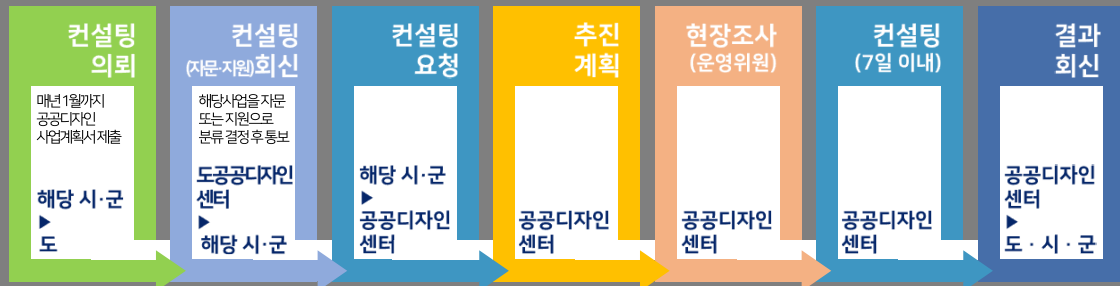 컨설팅
의뢰
매년 1월까지
공공디자인
사업계획서 제출
해당 시·군
▶
도
컨설팅
(자문·지원)회신
해당사업을 자문
또는 지원으로
분류 결정 후 통보
도공공디자인
센터
▶
해당 시·군
컨설팅
요청
해당 시·군
▶
공공디자인
센터
추진
계획
공공디자인
센터
현장조사
(운영위원)
공공디자인
센터
컨설팅
(7일 이내)
공공디자인
센터
결과
회신
공공디자인
센터
▶
도·시·군